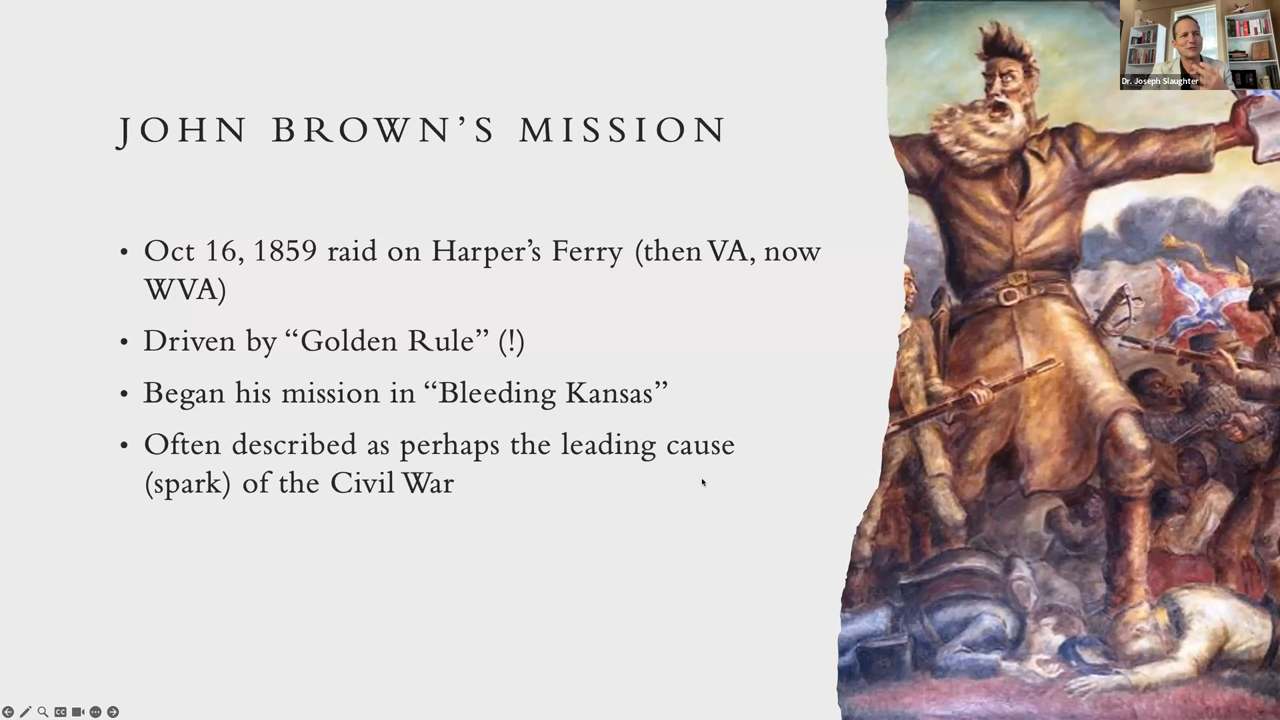 Dr. Joseph Slaughter
JOHN BROWN’S MISSION
• Oct 16, 1859 raid on Harper’s Ferry (then VA, now
WVA)
• Driven by “Golden Rule” (!)
• Began his mission in “Bleeding Kansas”
• Often described as perhaps the leading cause
(spark) of the Civil War
CC